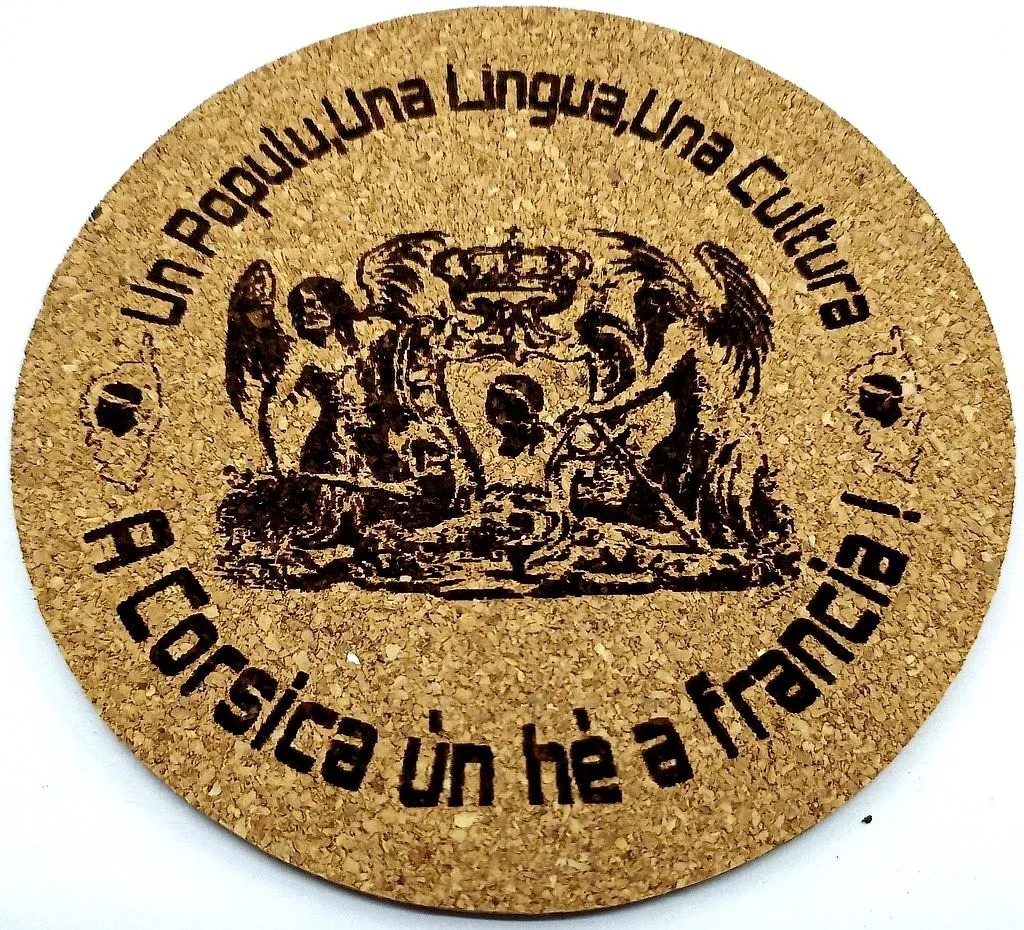 Un Populu,Una Lingua,Una Cultura
A Corsica ùn hè a francia !